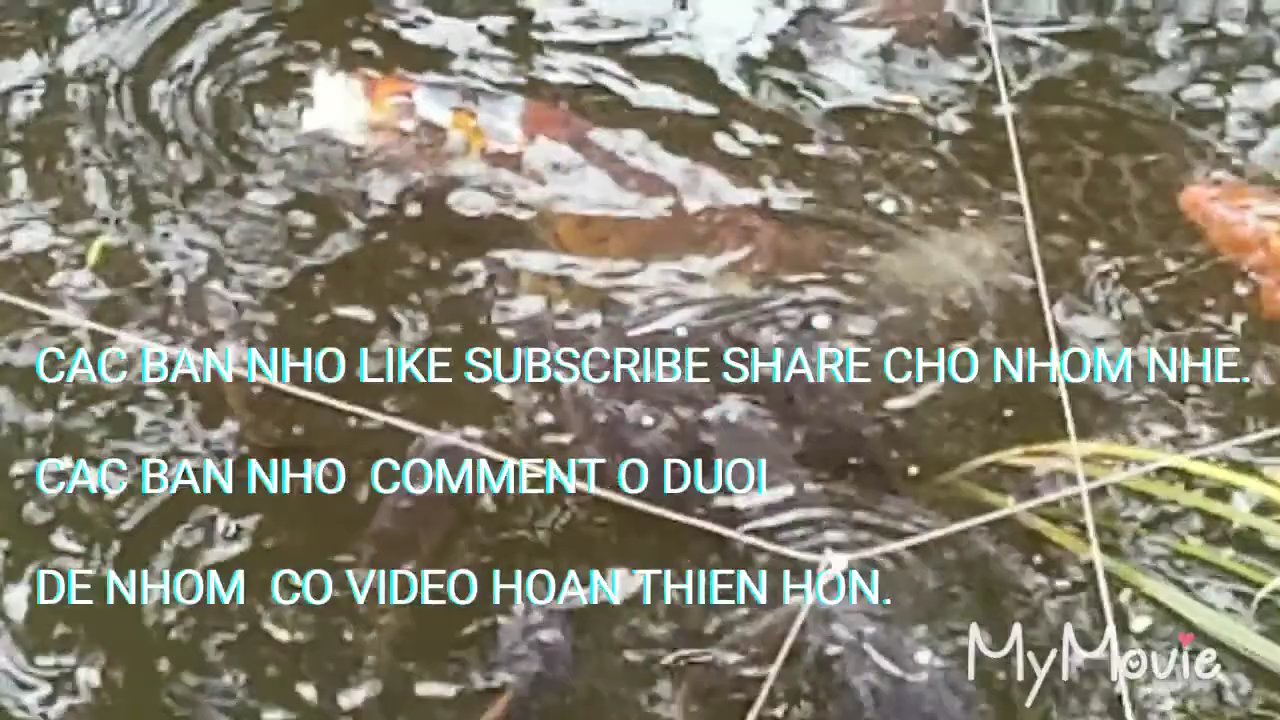 CAC BAN NHO LIKE SUBSCRIBE SHARE CHO NHOM NHE.
CAC BAN NHO COMMENT O DUOI
DE NHOM CO VIDEO HOAN THIEN HƠN.
MyMovie